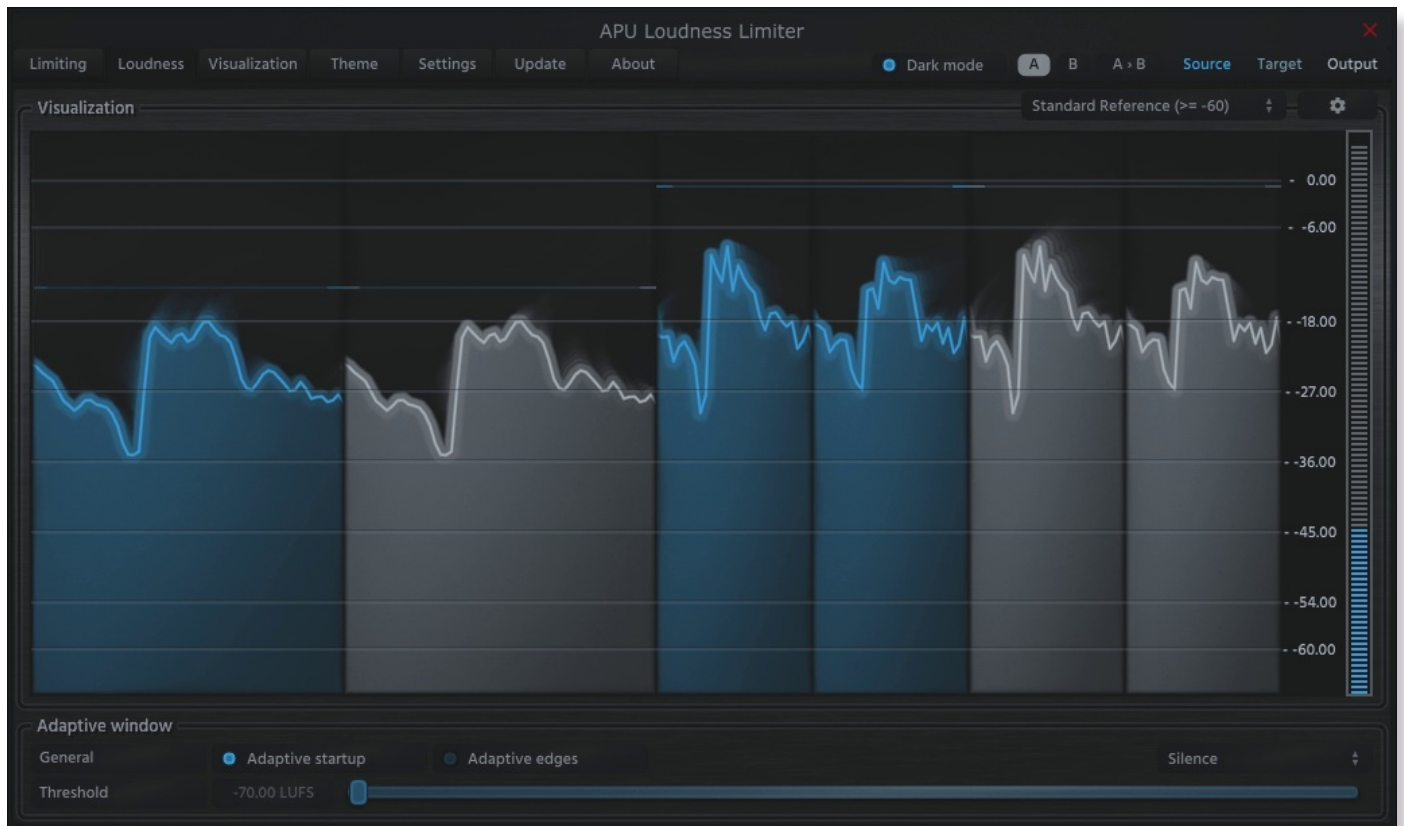 APU Loudness Limiter
Limiting Loudness Visualization Theme Settings Update About Dark mode A B A › B Source Target Output
Visualization Standard Reference (>= -60)
- 0.00
- -6.00
- -18.00
- -27.00
- -36.00
- -45.00
- -54.00
- -60.00
Adaptive window
General Adaptive startup Adaptive edges Silence
Threshold -70.00 LUFS